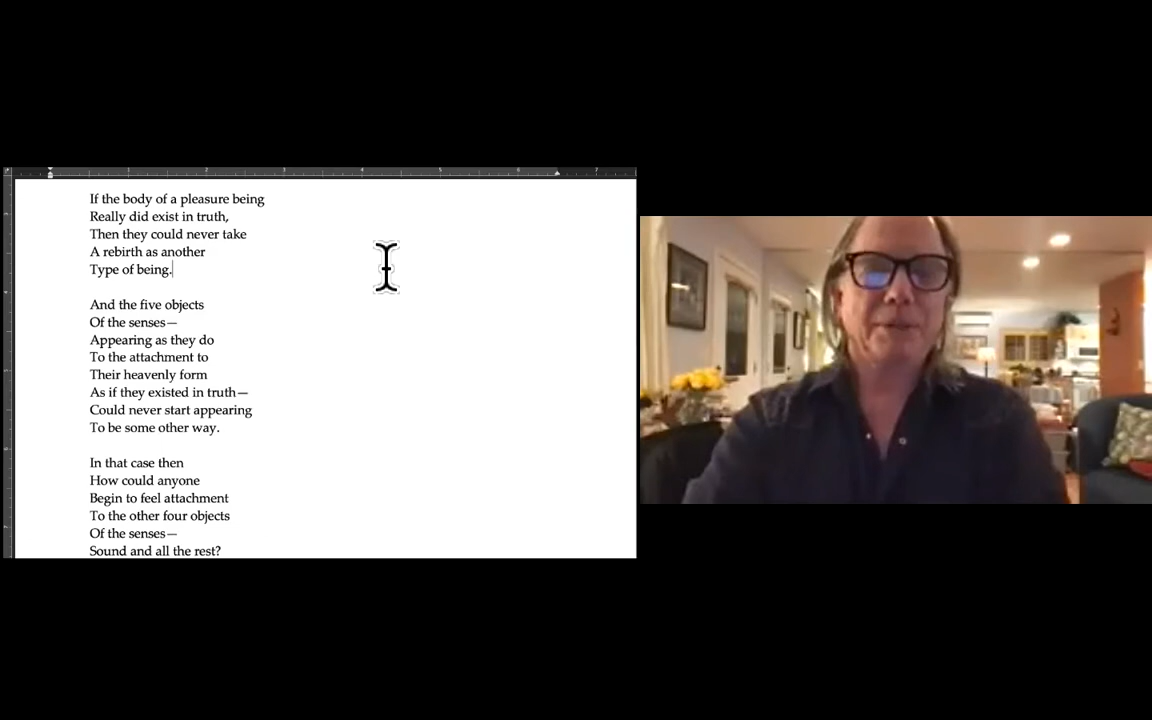 If the body of a pleasure being
Really did exist in truth,
Then they could never take
A rebirth as another
Type of being.
And the five objects
Of the senses—
Appearing as they do
To the attachment to
Their heavenly form
As if they existed in truth—
Could never start appearing
To be some other way.
In that case then
How could anyone
Begin to feel attachment
To the other four objects
Of the senses—
Sound and all the rest?